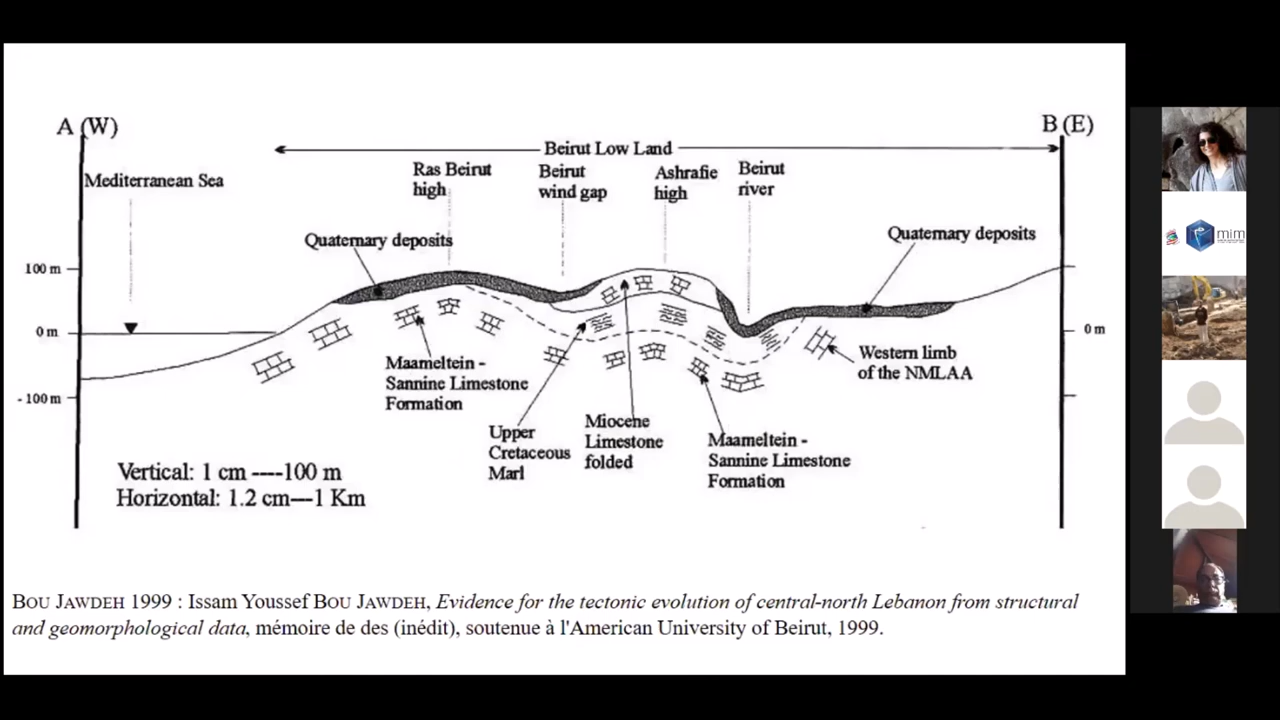 A (W)
B (E)
Beirut Low Land
Mediterranean Sea
Ras Beirut
high
Beirut
wind gap
Ashrafie
high
Beirut
river
Quaternary deposits
Quaternary deposits
100 m
0 m
- 100 m
0 m
Maameltein -
Sannine Limestone
Formation
Upper
Cretaceous
Marl
Miocene
Limestone
folded
Maameltein -
Sannine Limestone
Formation
Western limb
of the NMLAA
Vertical: 1 cm ----100 m
Horizontal: 1.2 cm---1 Km
BOU JAWDEH 1999 : Issam Youssef BOU JAWDEH, Evidence for the tectonic evolution of central-north Lebanon from structural
and geomorphological data, mémoire de des (inédit), soutenue à l'American University of Beirut, 1999.
mim